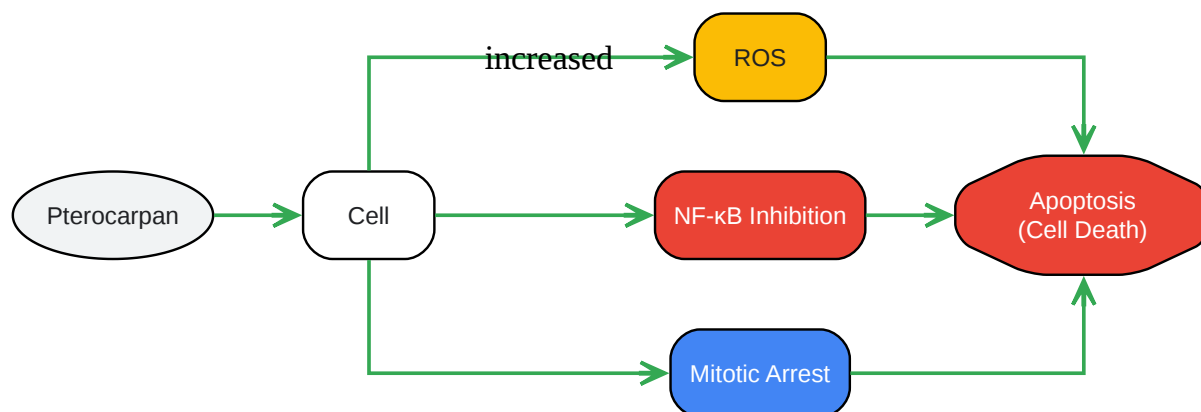 increased
ROS
Pterocarpan
Cell
NF-κB Inhibition
Apoptosis
(Cell Death)
Mitotic Arrest